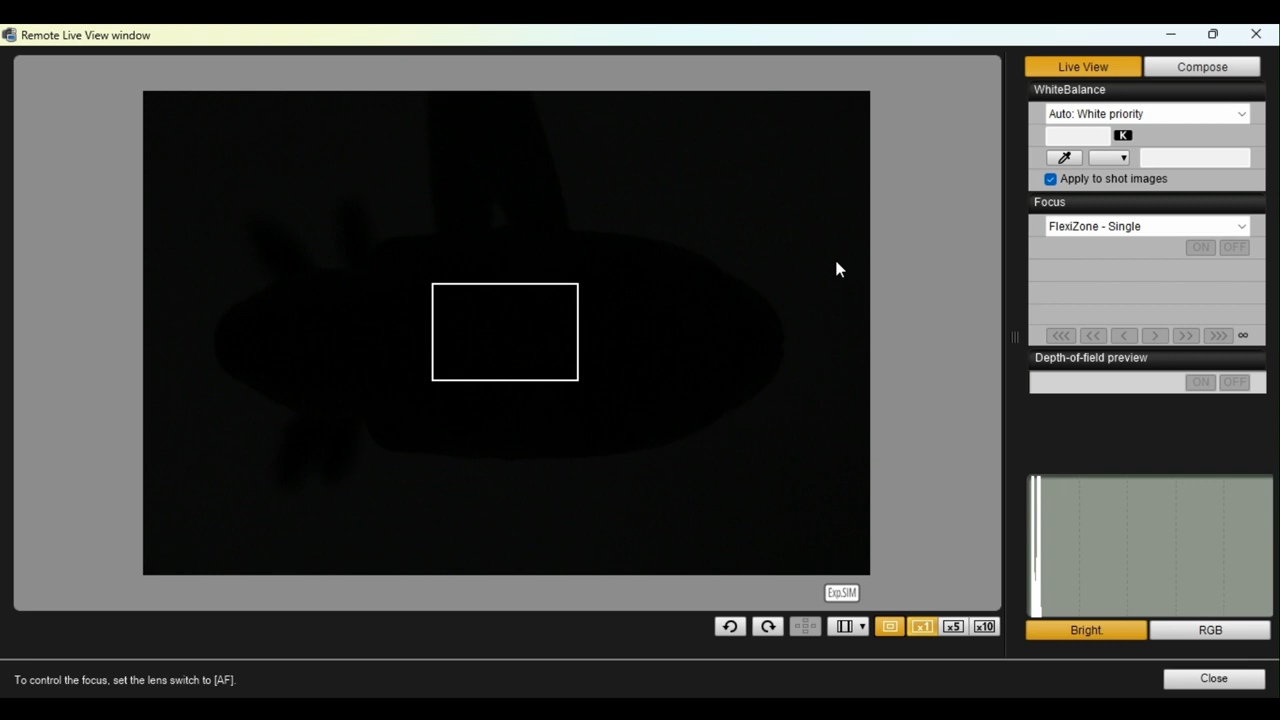 Remote Live View window
Live View
Compose
WhiteBalance
Auto: White priority
K
Apply to shot images
Focus
FlexiZone - Single
ON
OFF
<<<
<<
<
>
>>
>>>
∞
Depth-of-field preview
ON
OFF
Exp.SIM
x1
x5
x10
Bright.
RGB
To control the focus, set the lens switch to [AF].
Close